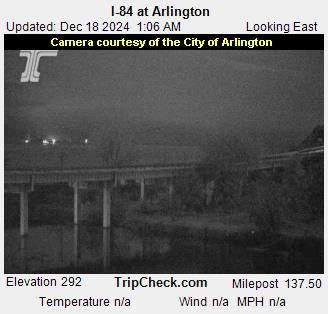 I-84 at Arlington
Updated: Dec 18 2024 1:06 AM Looking East
Camera courtesy of the City of Arlington
Elevation 292 TripCheck.com Milepost 137.50
Temperature n/a Wind n/a MPH n/a